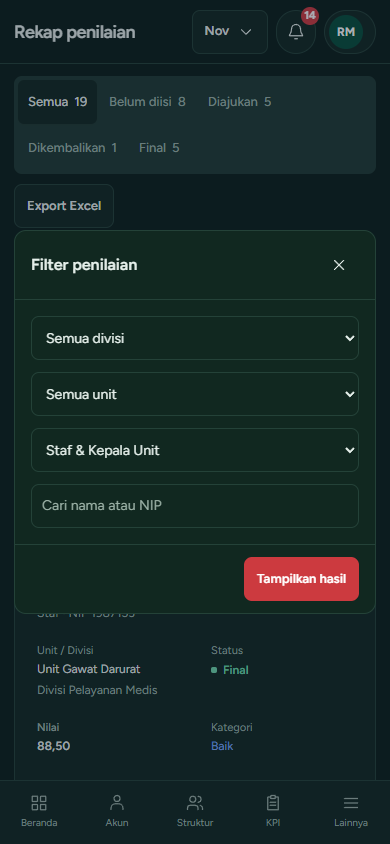 Rekap penilaian
Nov
14
RM
Semua 19
Belum diisi 8
Diajukan 5
Dikembalikan 1
Final 5
Export Excel
Filter penilaian
Semua divisi
Semua unit
Staf & Kepala Unit
Cari nama atau NIP
Tampilkan hasil
Unit / Divisi
Unit Gawat Darurat
Divisi Pelayanan Medis
Status
Final
Nilai
88,50
Kategori
Baik
Beranda
Akun
Struktur
KPI
Lainnya